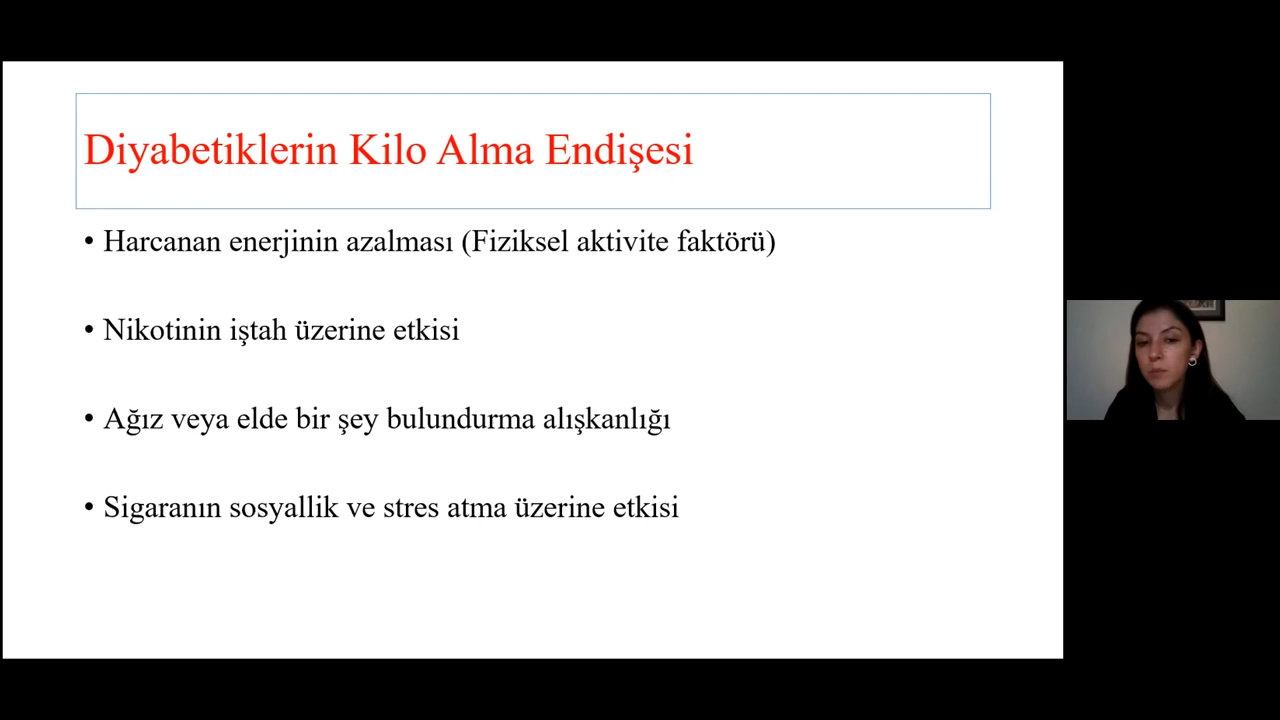 Diyabetiklerin Kilo Alma Endişesi
• Harcanan enerjinin azalması (Fiziksel aktivite faktörü)
• Nikotinin iştah üzerine etkisi
• Ağız veya elde bir şey bulundurma alışkanlığı
• Sigaranın sosyallik ve stres atma üzerine etkisi